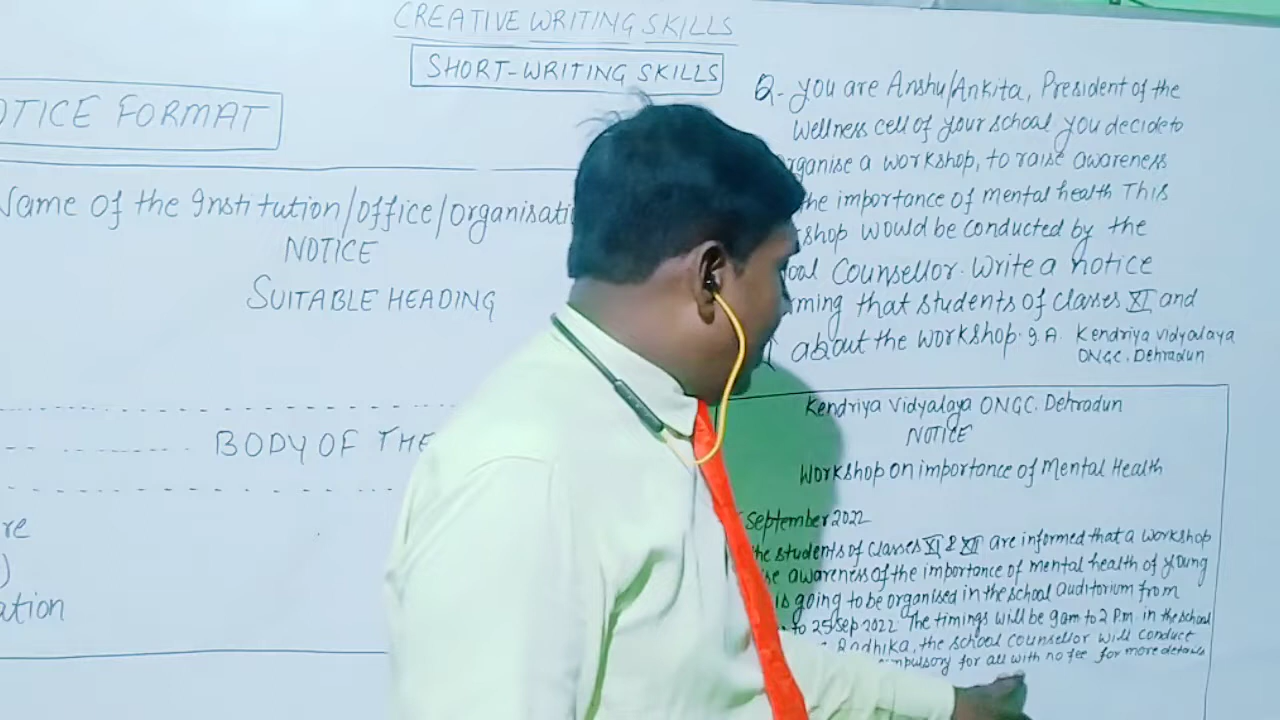 CREATIVE WRITING SKILLS
SHORT-WRITING SKILLS
OTICE FORMAT
Name of the Institution/office/organisati
NOTICE
SUITABLE HEADING
BODY OF THE
re
)
ation
Q- you are Anshu/Ankita, President of the
Wellness cell of your school you decide to
rganise a workshop, to raise awareness
the importance of mental health This
shop would be conducted by the
ool Counsellor. Write a notice
ming that students of classes XI and
about the workshop.
Kendriya Vidyalaya
ONGC. Dehradun
Kendriya Vidyalaya ONGC. Dehradun
NOTICE
Workshop on importance of Mental Health
September 2022
he students of classes XI & XII are informed that a workshop
ise awareness of the importance of mental health of young
is going to be organised in the school auditorium from
to 25 Sep 2022 The timings will be 9am to 2 P.m. in the school
Radhika, the school counsellor will conduct
mpulsory for all with no fee for more details